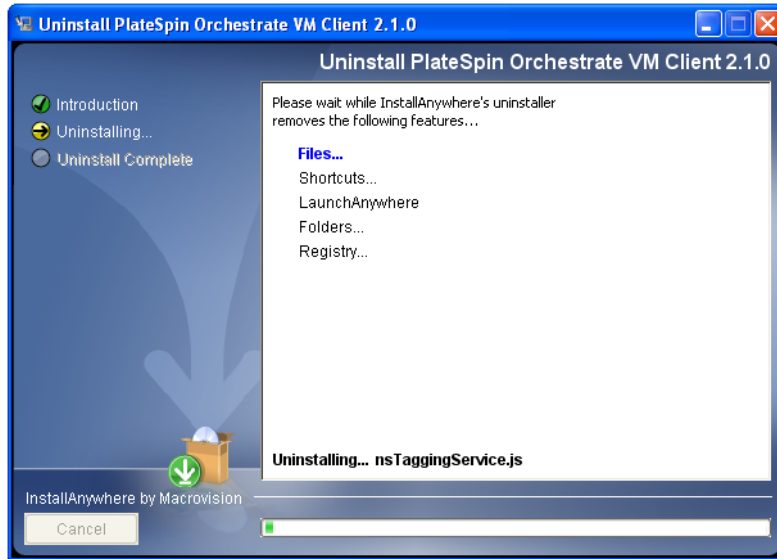 Uninstall PlateSpin Orchestrate VM Client 2.1.0
Uninstall PlateSpin Orchestrate VM Client 2.1.0
Introduction
Uninstalling...
Uninstall Complete
Please wait while InstallAnywhere's uninstaller
removes the following features...
Files...
Shortcuts...
LaunchAnywhere
Folders...
Registry...
Uninstalling... nsTaggingService.js
InstallAnywhere by Macrovision
Cancel